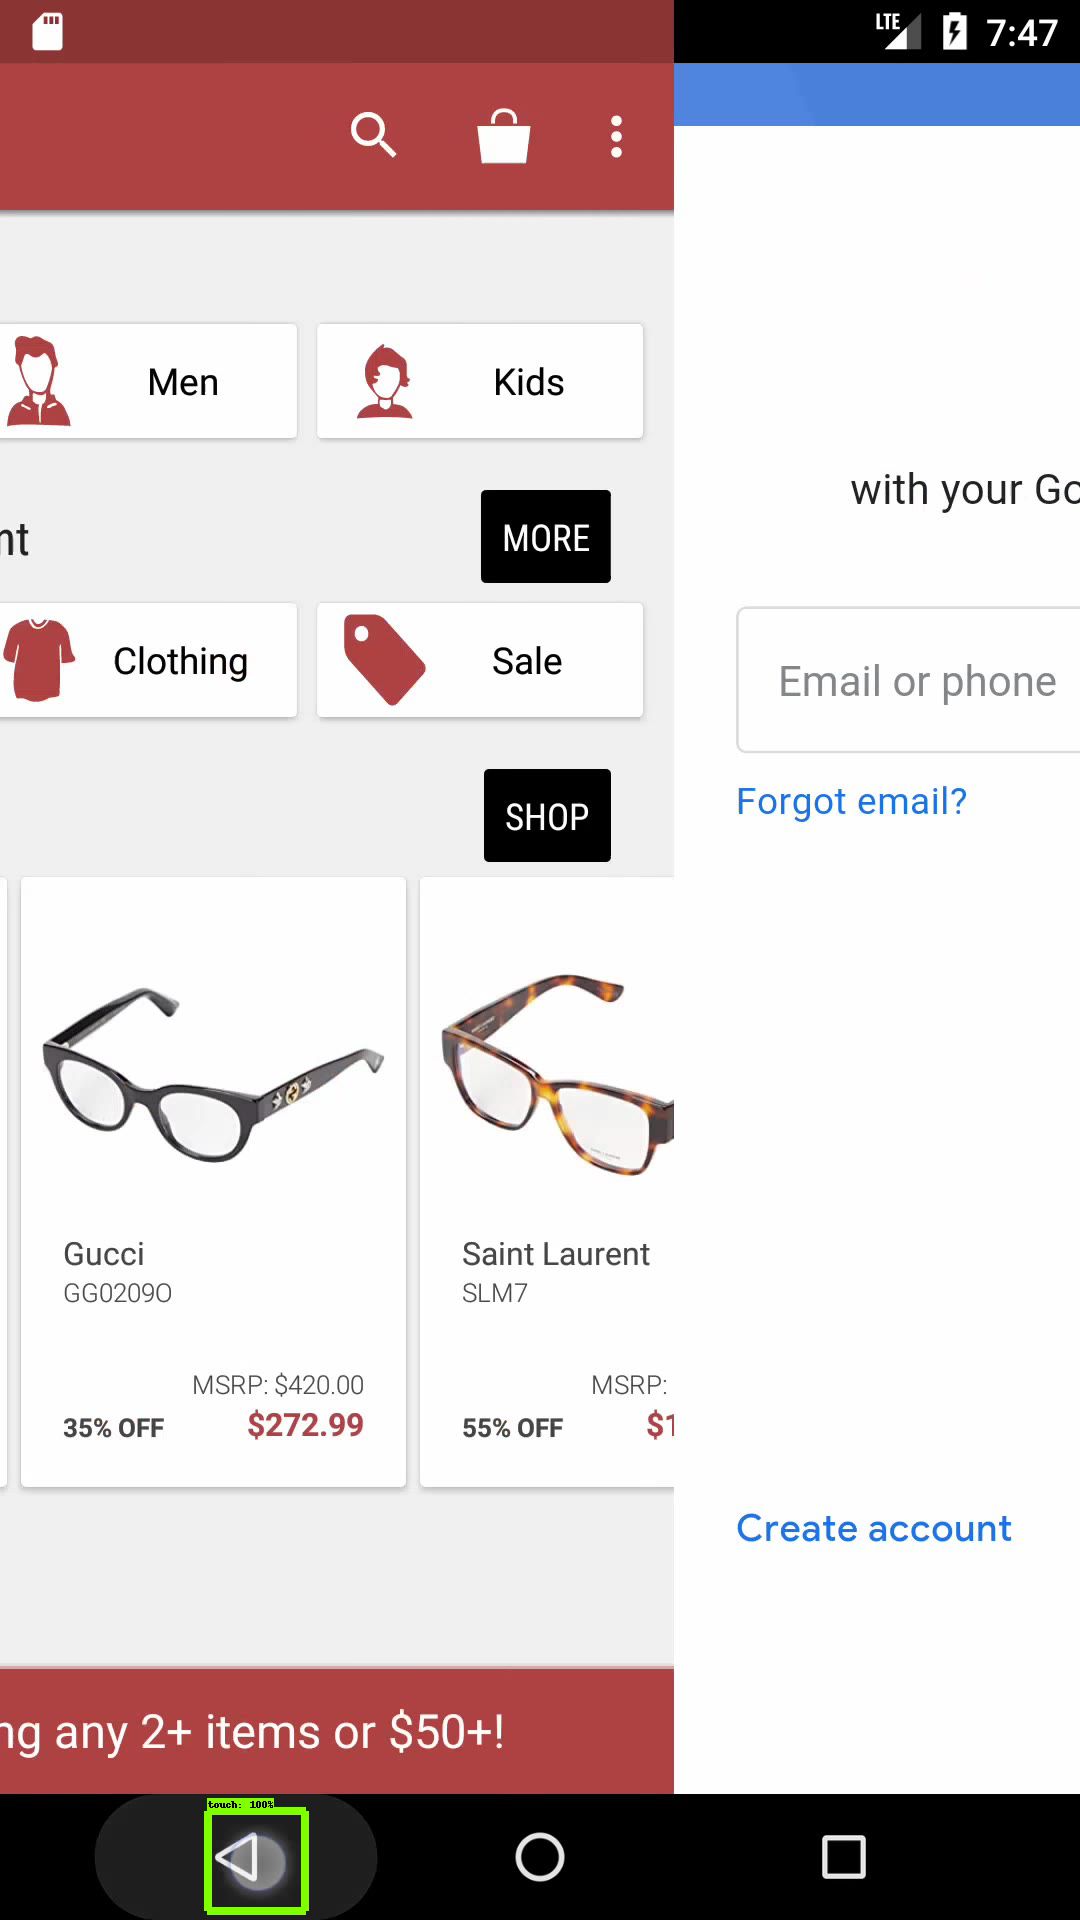 LTE 7:47
Men
Kids
with your Go
nt
MORE
Email or phone
Clothing
Sale
Forgot email?
SHOP
Gucci
GG0209O
MSRP: $420.00
35% OFF $272.99
Saint Laurent
SLM7
MSRP:
55% OFF $1
Create account
ng any 2+ items or $50+!
touch: 100%